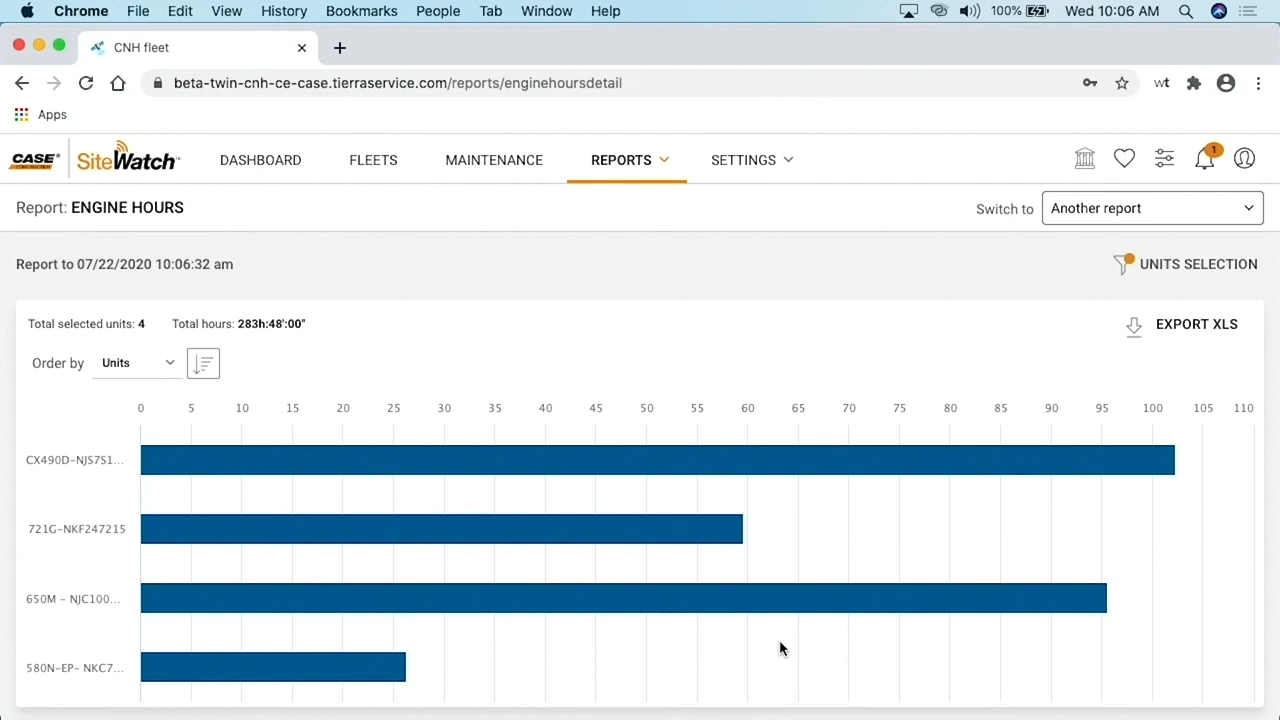 Chrome File Edit View History Bookmarks People Tab Window Help 100% Wed 10:06 AM
CNH fleet
beta-twin-cnh-ce-case.tierraservice.com/reports/enginehoursdetail wt
Apps
CASE SiteWatch™ DASHBOARD FLEETS MAINTENANCE REPORTS SETTINGS 1
Report: ENGINE HOURS Switch to Another report
Report to 07/22/2020 10:06:32 am UNITS SELECTION
Total selected units: 4 Total hours: 283h:48':00" EXPORT XLS
Order by Units
0 5 10 15 20 25 30 35 40 45 50 55 60 65 70 75 80 85 90 95 100 105 110
CX490D-NJS7S1...
721G-NKF247215
650M - NJC100...
580N-EP- NKC7...